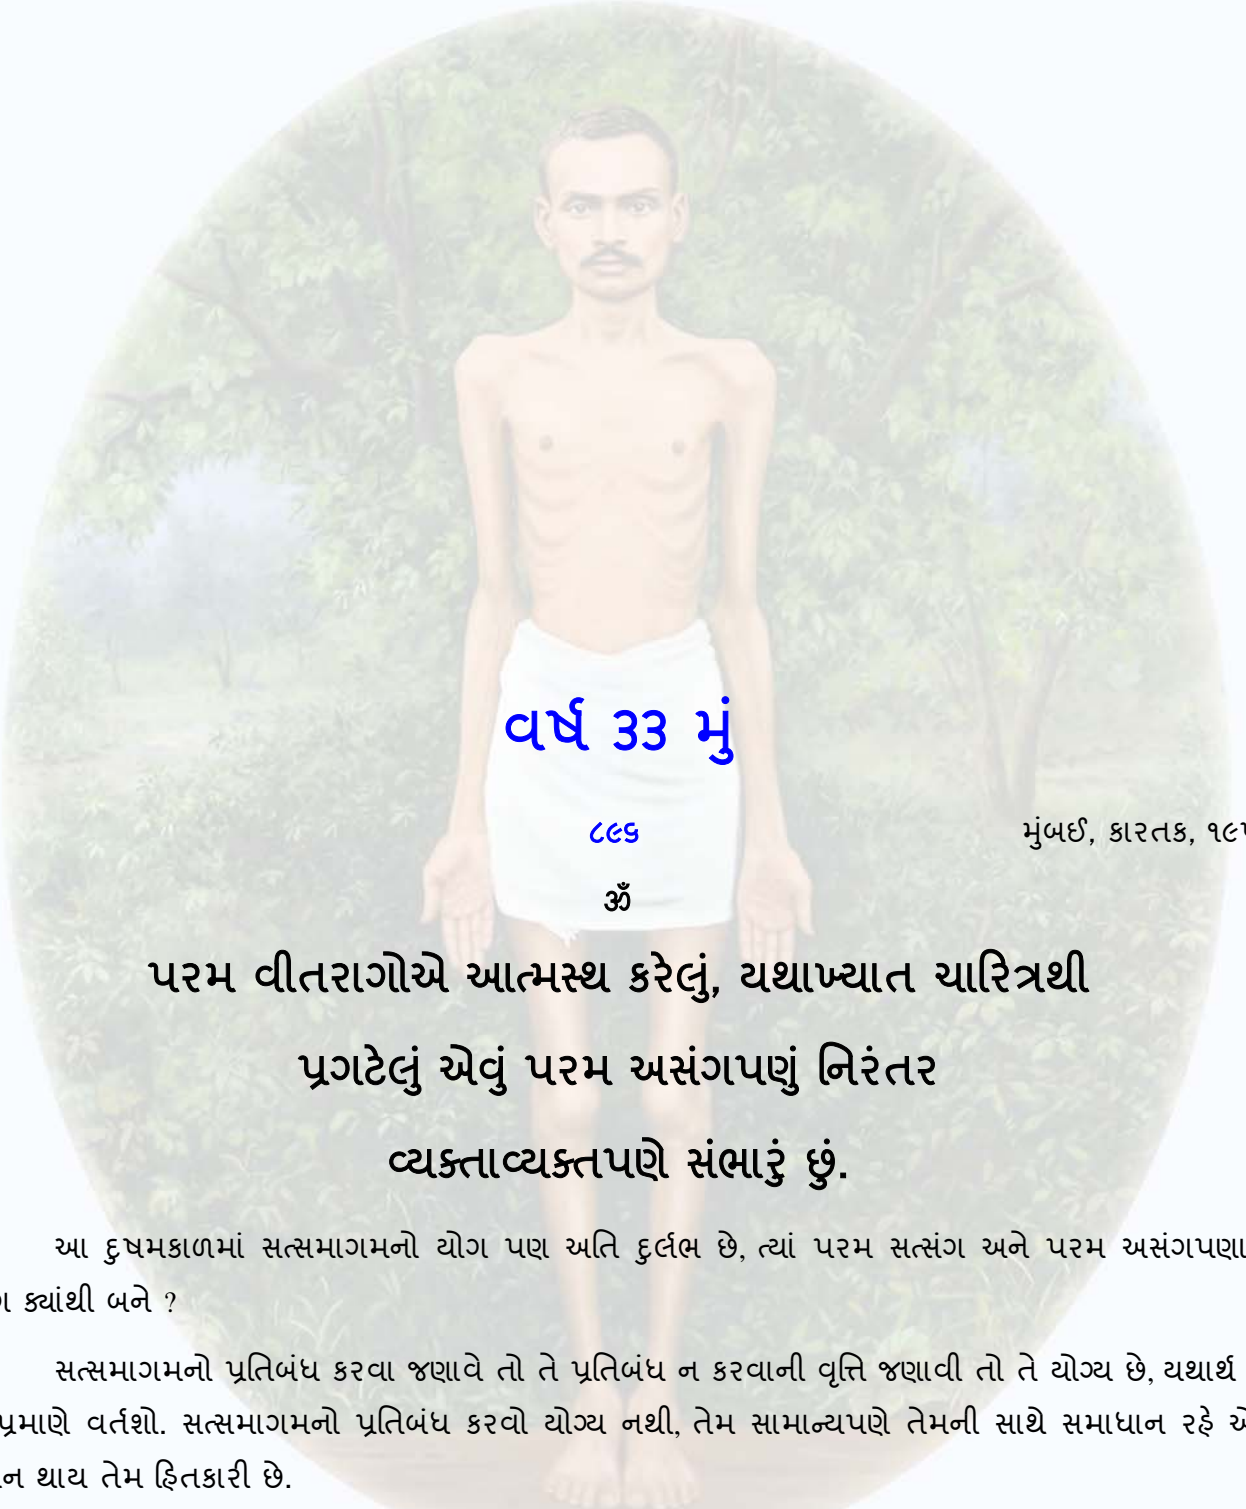 વર્ષ ૩૩ મું
૮૯૬
મુંબઈ, કારતક,
ૐ
પરમ વીતરાગોએ આત્મસ્થ કરેલું, યથાખ્યાત ચારિત્રથી
પ્રગટેલું એવું પરમ અસંગપણું નિરંતર
વ્યક્તાવ્યક્તપણે સંભારું છું.
આ દુષમકાળમાં સત્સમાગમનો યોગ પણ અતિ દુર્લભ છે, ત્યાં પરમ સત્સંગ અને પરમ અસંગપણા
ક્યાંથી બને ?
સત્સમાગમનો પ્રતિબંધ કરવા જણાવે તો તે પ્રતિબંધ ન કરવાની વૃત્તિ જણાવી તો તે યોગ્ય છે, યથાર્થ
પ્રમાણે વર્તશો. સત્સમાગમનો પ્રતિબંધ કરવો યોગ્ય નથી, તેમ સામાન્યપણે તેમની સાથે સમાધાન રહે
થાય તેમ હિતકારી છે.